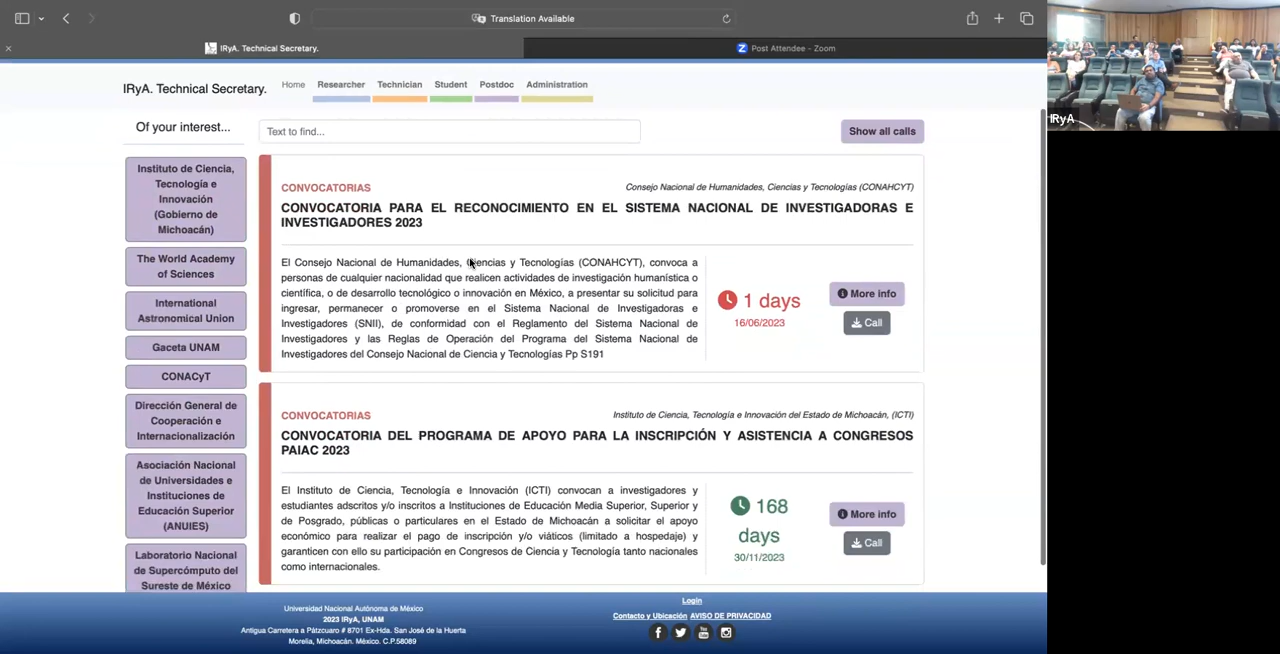 Translation Available
IRyA. Technical Secretary.
Post Attendee - Zoom
IRyA. Technical Secretary.
Home
Researcher
Technician
Student
Postdoc
Administration
Of your interest...
Text to find...
Show all calls
Instituto de Ciencia,
Tecnología e
Innovación
(Gobierno de
Michoacán)
The World Academy
of Sciences
International
Astronomical Union
Gaceta UNAM
CONACyT
Dirección General de
Cooperación e
Internacionalización
Asociación Nacional
de Universidades e
Instituciones de
Educación Superior
(ANUIES)
Laboratorio Nacional
de Supercómputo del
Sureste de México
CONVOCATORIAS
Consejo Nacional de Humanidades, Ciencias y Tecnologías (CONAHCYT)
CONVOCATORIA PARA EL RECONOCIMIENTO EN EL SISTEMA NACIONAL DE INVESTIGADORAS E
INVESTIGADORES 2023
El Consejo Nacional de Humanidades, Ciencias y Tecnologías (CONAHCYT), convoca a
personas de cualquier nacionalidad que realicen actividades de investigación humanística o
científica, o de desarrollo tecnológico o innovación en México, a presentar su solicitud para
ingresar, permanecer o promoverse en el Sistema Nacional de Investigadoras e
Investigadores (SNII), de conformidad con el Reglamento del Sistema Nacional de
Investigadores y las Reglas de Operación del Programa del Sistema Nacional de
Investigadores del Consejo Nacional de Ciencia y Tecnologías Pp S191
1 days
16/06/2023
More info
Call
CONVOCATORIAS
Instituto de Ciencia, Tecnología e Innovación del Estado de Michoacán, (ICTI)
CONVOCATORIA DEL PROGRAMA DE APOYO PARA LA INSCRIPCIÓN Y ASISTENCIA A CONGRESOS
PAIAC 2023
El Instituto de Ciencia, Tecnología e Innovación (ICTI) convocan a investigadores y
estudiantes adscritos y/o inscritos a Instituciones de Educación Media Superior, Superior y
de Posgrado, públicas o particulares en el Estado de Michoacán a solicitar el apoyo
económico para realizar el pago de inscripción y/o viáticos (limitado a hospedaje) y
garanticen con ello su participación en Congresos de Ciencia y Tecnología tanto nacionales
como internacionales.
168
days
30/11/2023
More info
Call
Universidad Nacional Autónoma de México
2023 IRyA, UNAM
Antigua Carretera a Pátzcuaro # 8701 Ex-Hda. San José de la Huerta
Morelia, Michoacán. México. C.P.58089
Login
Contacto y Ubicación AVISO DE PRIVACIDAD
IRyA